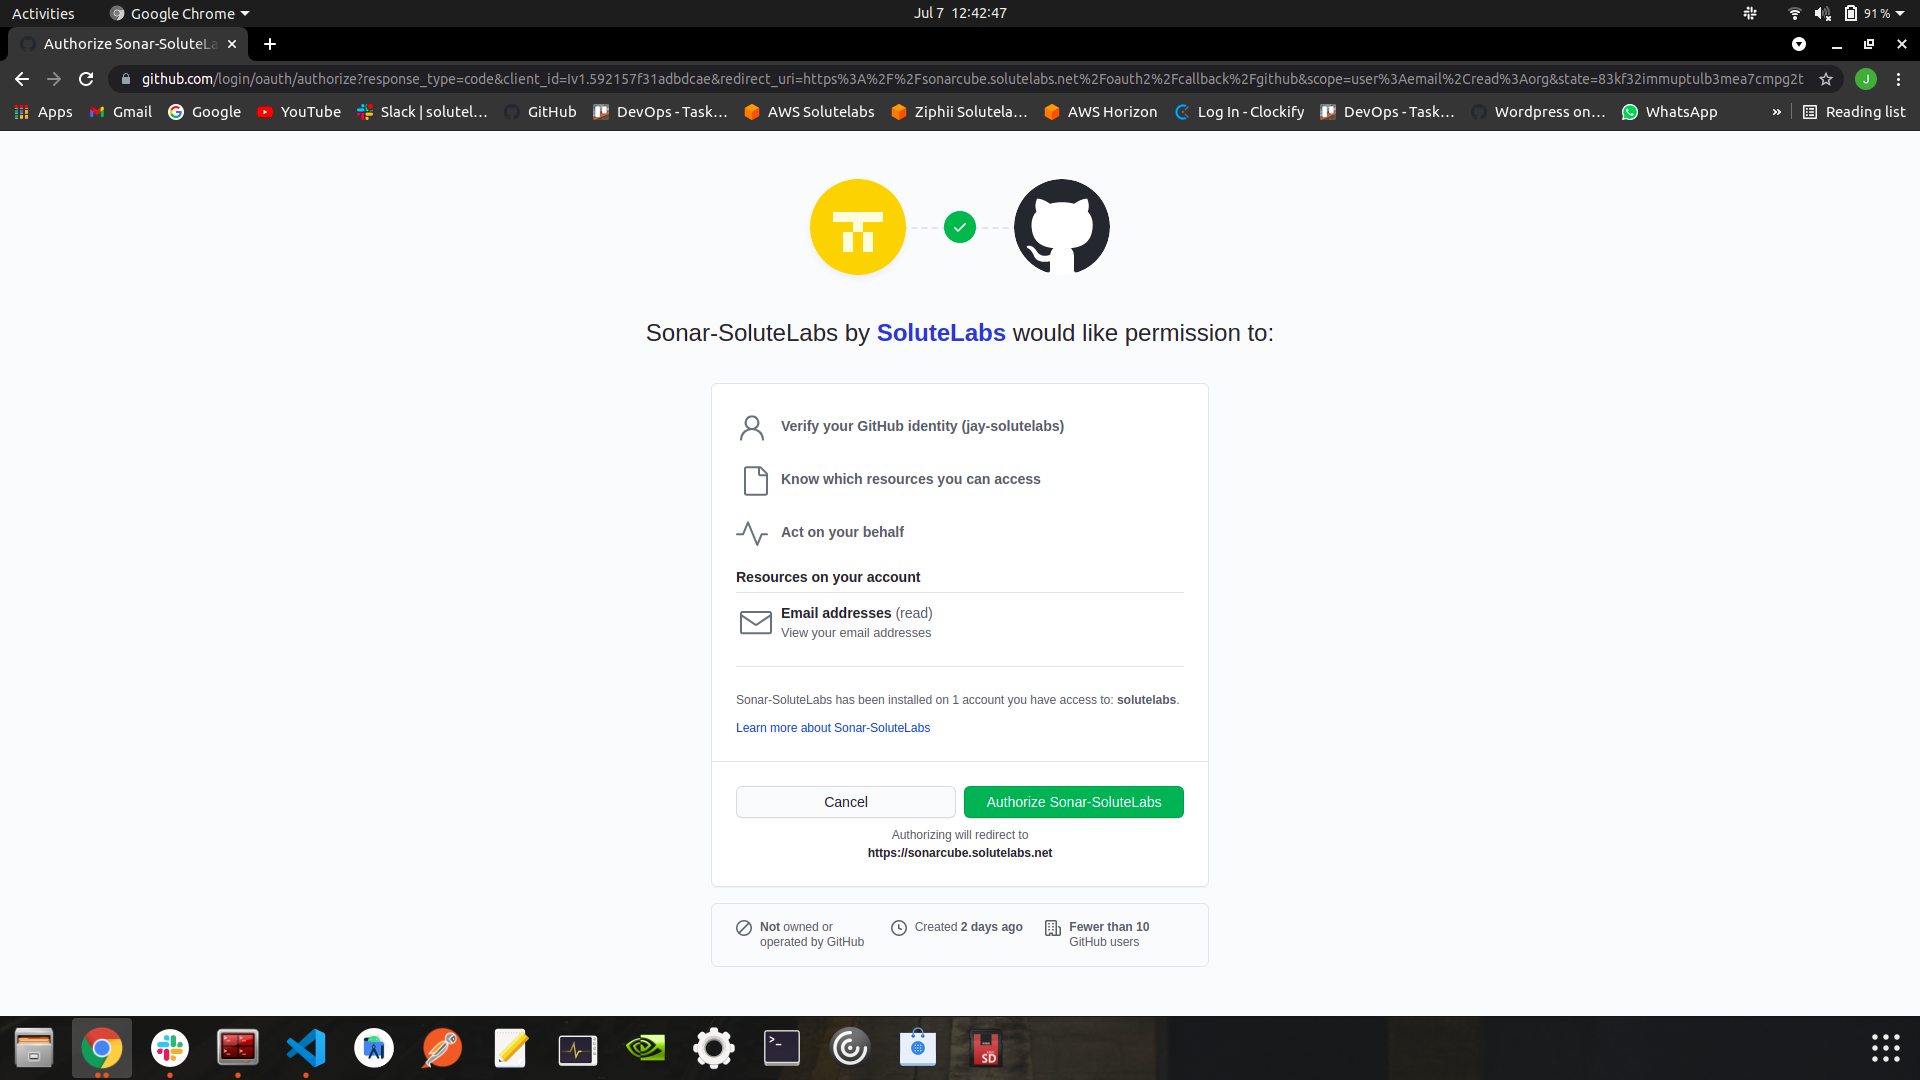 Activities
Google Chrome
Jul 7 12:42:47
91 %
Authorize Sonar-SoluteLa
github.com/login/oauth/authorize?response_type=code&client_id=Iv1.592157f31adbdcae&redirect_uri=https%3A%2F%2Fsonarcube.solutelabs.net%2Foauth2%2Fcallback%2Fgithub&scope=user%3Aemail%2Cread%3Aorg&state=83kf32immuptulb3mea7cmpg2t
J
Apps
Gmail
Google
YouTube
Slack | solutel…
GitHub
DevOps - Task…
AWS Solutelabs
Ziphii Solutela…
AWS Horizon
Log In - Clockify
DevOps - Task…
Wordpress on…
WhatsApp
»
Reading list
Sonar-SoluteLabs by SoluteLabs would like permission to:
Verify your GitHub identity (jay-solutelabs)
Know which resources you can access
Act on your behalf
Resources on your account
Email addresses (read)
View your email addresses
Sonar-SoluteLabs has been installed on 1 account you have access to: solutelabs.
Learn more about Sonar-SoluteLabs
Cancel
Authorize Sonar-SoluteLabs
Authorizing will redirect to
https://sonarcube.solutelabs.net
Not owned or
operated by GitHub
Created 2 days ago
Fewer than 10
GitHub users
SD